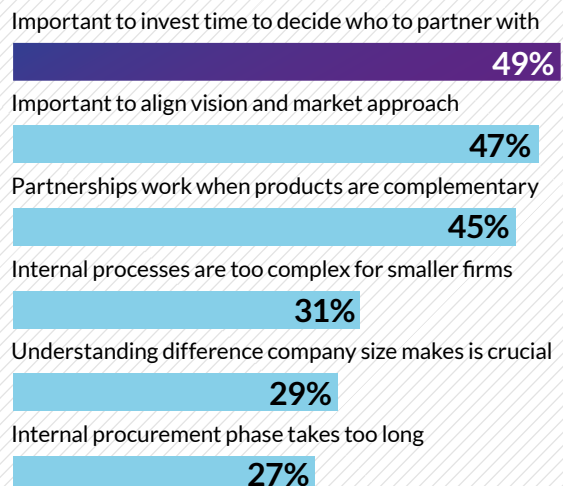 Important to invest time to decide who to partner with
49%
Important to align vision and market approach
47%
Partnerships work when products are complementary
45%
Internal processes are too complex for smaller firms
31%
Understanding difference company size makes is crucial
29%
Internal procurement phase takes too long
27%